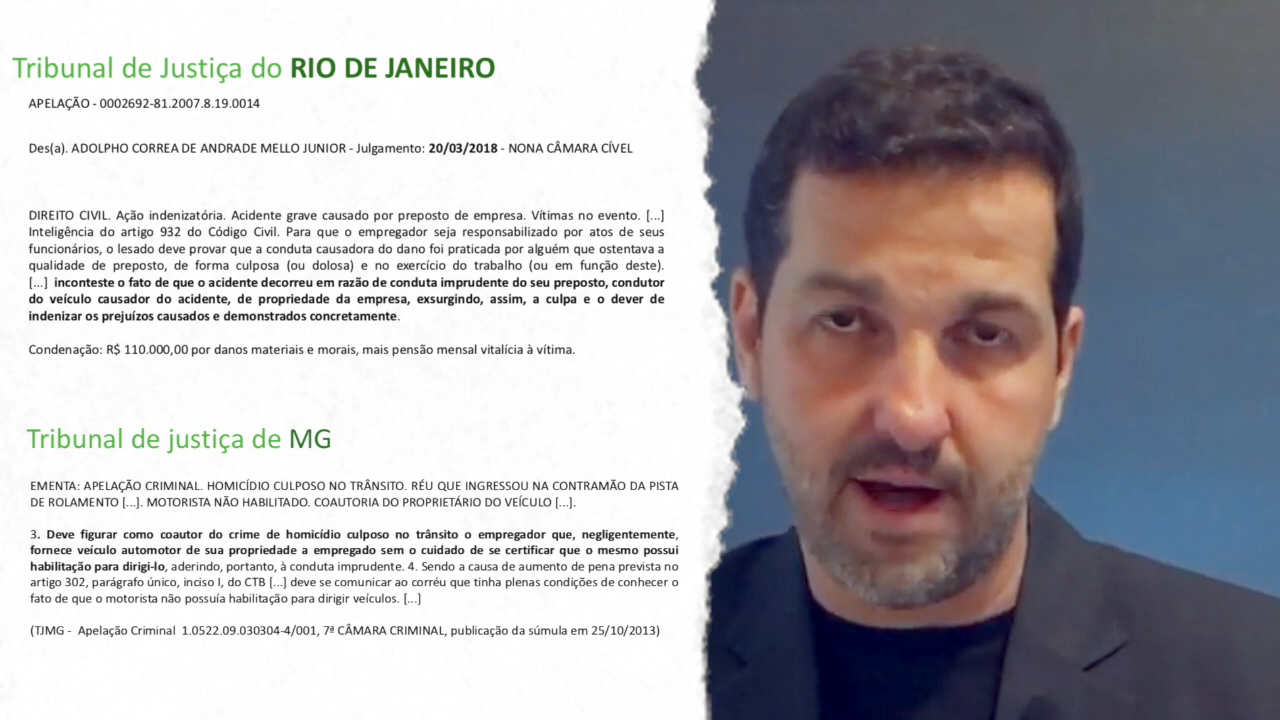 Tribunal de Justiça do RIO DE JANEIRO
APELAÇÃO - 0002692-81.2007.8.19.0014
Des(a). ADOLPHO CORREA DE ANDRADE MELLO JUNIOR - Julgamento: 20/03/2018 - NONA CÂMARA CÍVEL
DIREITO CIVIL. Ação indenizatória. Acidente grave causado por preposto de empresa. Vítimas no evento. [...]
Inteligência do artigo 932 do Código Civil. Para que o empregador seja responsabilizado por atos de seus
funcionários, o lesado deve provar que a conduta causadora do dano foi praticada por alguém que ostentava a
qualidade de preposto, de forma culposa (ou dolosa) e no exercício do trabalho (ou em função deste).
[...] inconteste o fato de que o acidente decorreu em razão de conduta imprudente do seu preposto, condutor
do veículo causador do acidente, de propriedade da empresa, exsurgindo, assim, a culpa e o dever de
indenizar os prejuízos causados e demonstrados concretamente.
Condenação: R$ 110.000,00 por danos materiais e morais, mais pensão mensal vitalícia à vítima.
Tribunal de justiça de MG
EMENTA: APELAÇÃO CRIMINAL. HOMICÍDIO CULPOSO NO TRÂNSITO. RÉU QUE INGRESSOU NA CONTRAMÃO DA PISTA
DE ROLAMENTO [...]. MOTORISTA NÃO HABILITADO. COAUTORIA DO PROPRIETÁRIO DO VEÍCULO [...].
3. Deve figurar como coautor do crime de homicídio culposo no trânsito o empregador que, negligentemente,
fornece veículo automotor de sua propriedade a empregado sem o cuidado de se certificar que o mesmo possui
habilitação para dirigi-lo, aderindo, portanto, à conduta imprudente. 4. Sendo a causa de aumento de pena prevista no
artigo 302, parágrafo único, inciso I, do CTB [...] deve se comunicar ao corréu que tinha plenas condições de conhecer o
fato de que o motorista não possuía habilitação para dirigir veículos. [...]
(TJMG - Apelação Criminal 1.0522.09.030304-4/001, 7ª CÂMARA CRIMINAL, publicação da súmula em 25/10/2013)